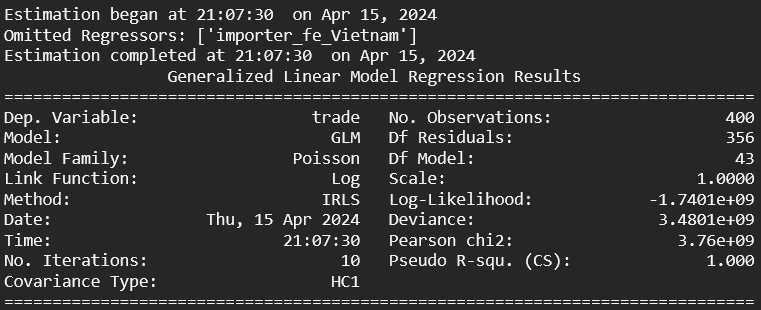 Estimation began at 21:07:30  on Apr 15, 2024
Omitted Regressors: ['importer_fe_Vietnam']
Estimation completed at 21:07:30  on Apr 15, 2024
                 Generalized Linear Model Regression Results
==============================================================================
Dep. Variable:                  trade   No. Observations:                  400
Model:                            GLM   Df Residuals:                      356
Model Family:                 Poisson   Df Model:                           43
Link Function:                    Log   Scale:                          1.0000
Method:                          IRLS   Log-Likelihood:            -1.7401e+09
Date:                Thu, 15 Apr 2024   Deviance:                   3.4801e+09
Time:                        21:07:30   Pearson chi2:                 3.76e+09
No. Iterations:                    10   Pseudo R-squ. (CS):              1.000
Covariance Type:                  HC1
==============================================================================